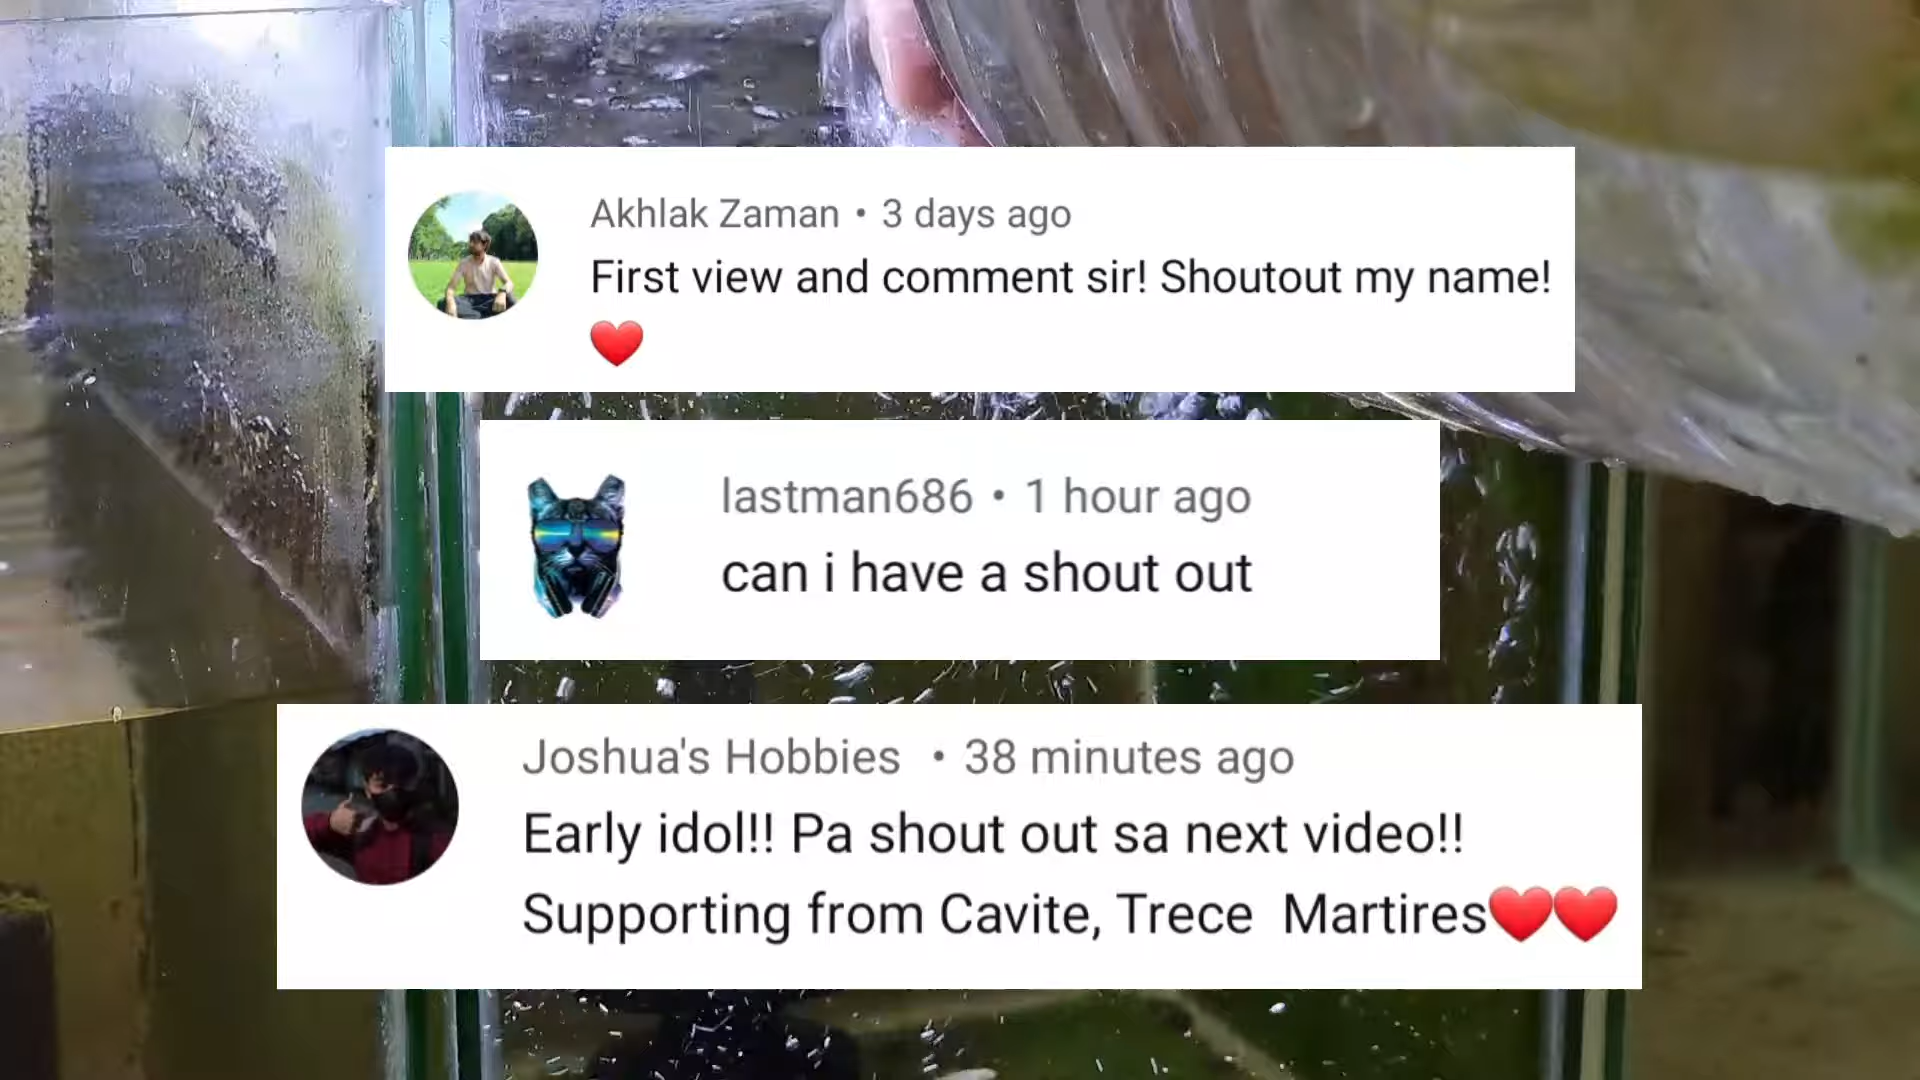 Akhlak Zaman • 3 days ago
First view and comment sir! Shoutout my name!
❤️
lastman686 • 1 hour ago
can i have a shout out
Joshua's Hobbies • 38 minutes ago
Early idol!! Pa shout out sa next video!!
Supporting from Cavite, Trece Martires❤️❤️